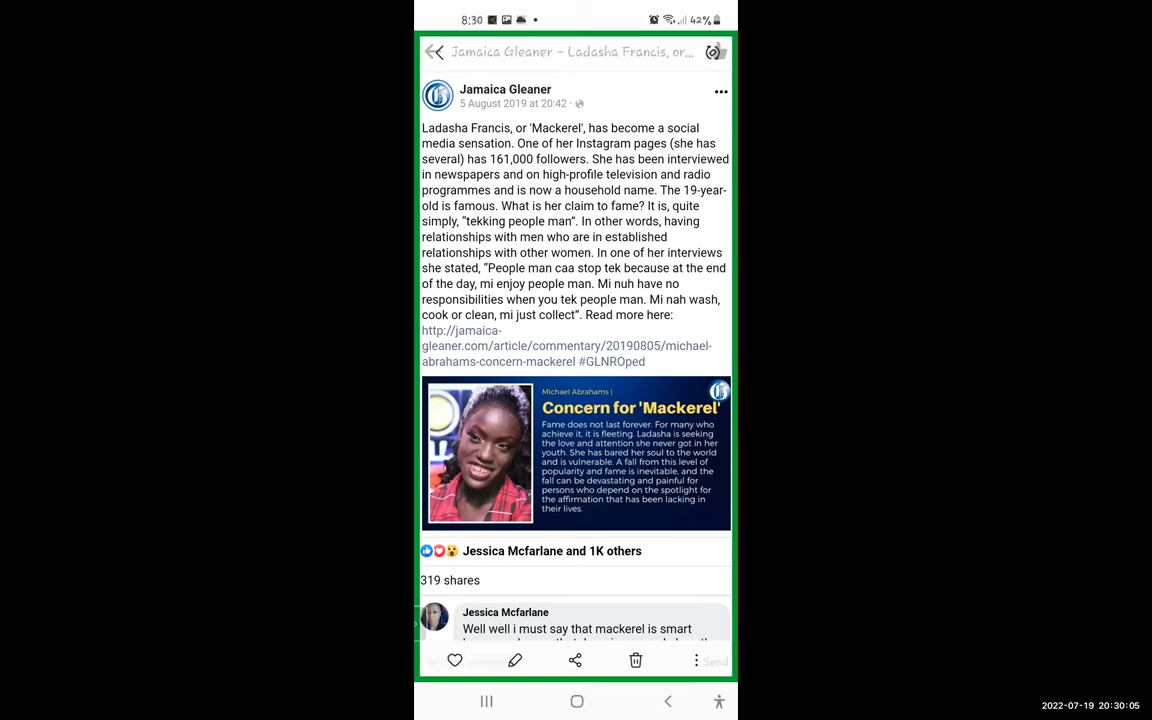 8:30
42%
Jamaica Gleaner – Ladasha Francis, or...
Jamaica Gleaner
5 August 2019 at 20:42 ·
Ladasha Francis, or 'Mackerel', has become a social
media sensation. One of her Instagram pages (she has
several) has 161,000 followers. She has been interviewed
in newspapers and on high-profile television and radio
programmes and is now a household name. The 19-year-
old is famous. What is her claim to fame? It is, quite
simply, “tekking people man”. In other words, having
relationships with men who are in established
relationships with other women. In one of her interviews
she stated, “People man caa stop tek because at the end
of the day, mi enjoy people man. Mi nuh have no
responsibilities when you tek people man. Mi nah wash,
cook or clean, mi just collect”. Read more here:
http://jamaica-
gleaner.com/article/commentary/20190805/michael-
abrahams-concern-mackerel #GLNROped
Michael Abrahams |
Concern for 'Mackerel'
Fame does not last forever. For many who
achieve it, it is fleeting. Ladasha is seeking
the love and attention she never got in her
youth. She has bared her soul to the world
and is vulnerable. A fall from this level of
popularity and fame is inevitable, and the
fall can be devastating and painful for
persons who depend on the spotlight for
the affirmation that has been lacking in
their lives.
Jessica Mcfarlane and 1K others
319 shares
Jessica Mcfarlane
Well well i must say that mackerel is smart
Send
2022-07-19 20:30:05